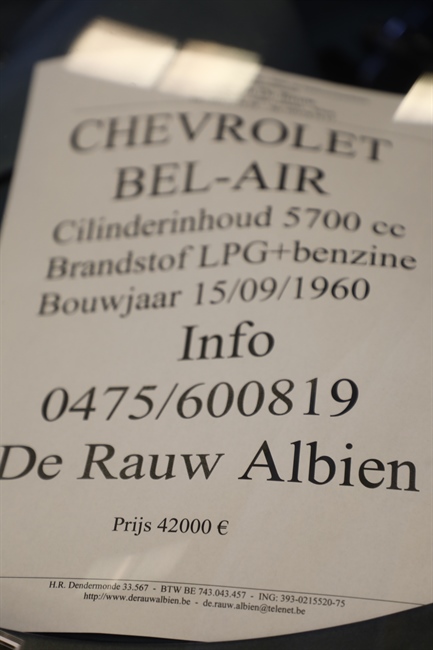 CHEVROLET
BEL-AIR
Cilinderinhoud 5700 cc
Brandstof LPG+benzine
Bouwjaar 15/09/1960
Info
0475/600819
De Rauw Albien
Prijs 42000 €
H.R. Dendermonde 33.567 - BTW BE 743.043.457 - ING: 393-0215520-75
http://www.derauwalbien.be - de.rauw.albien@telenet.be